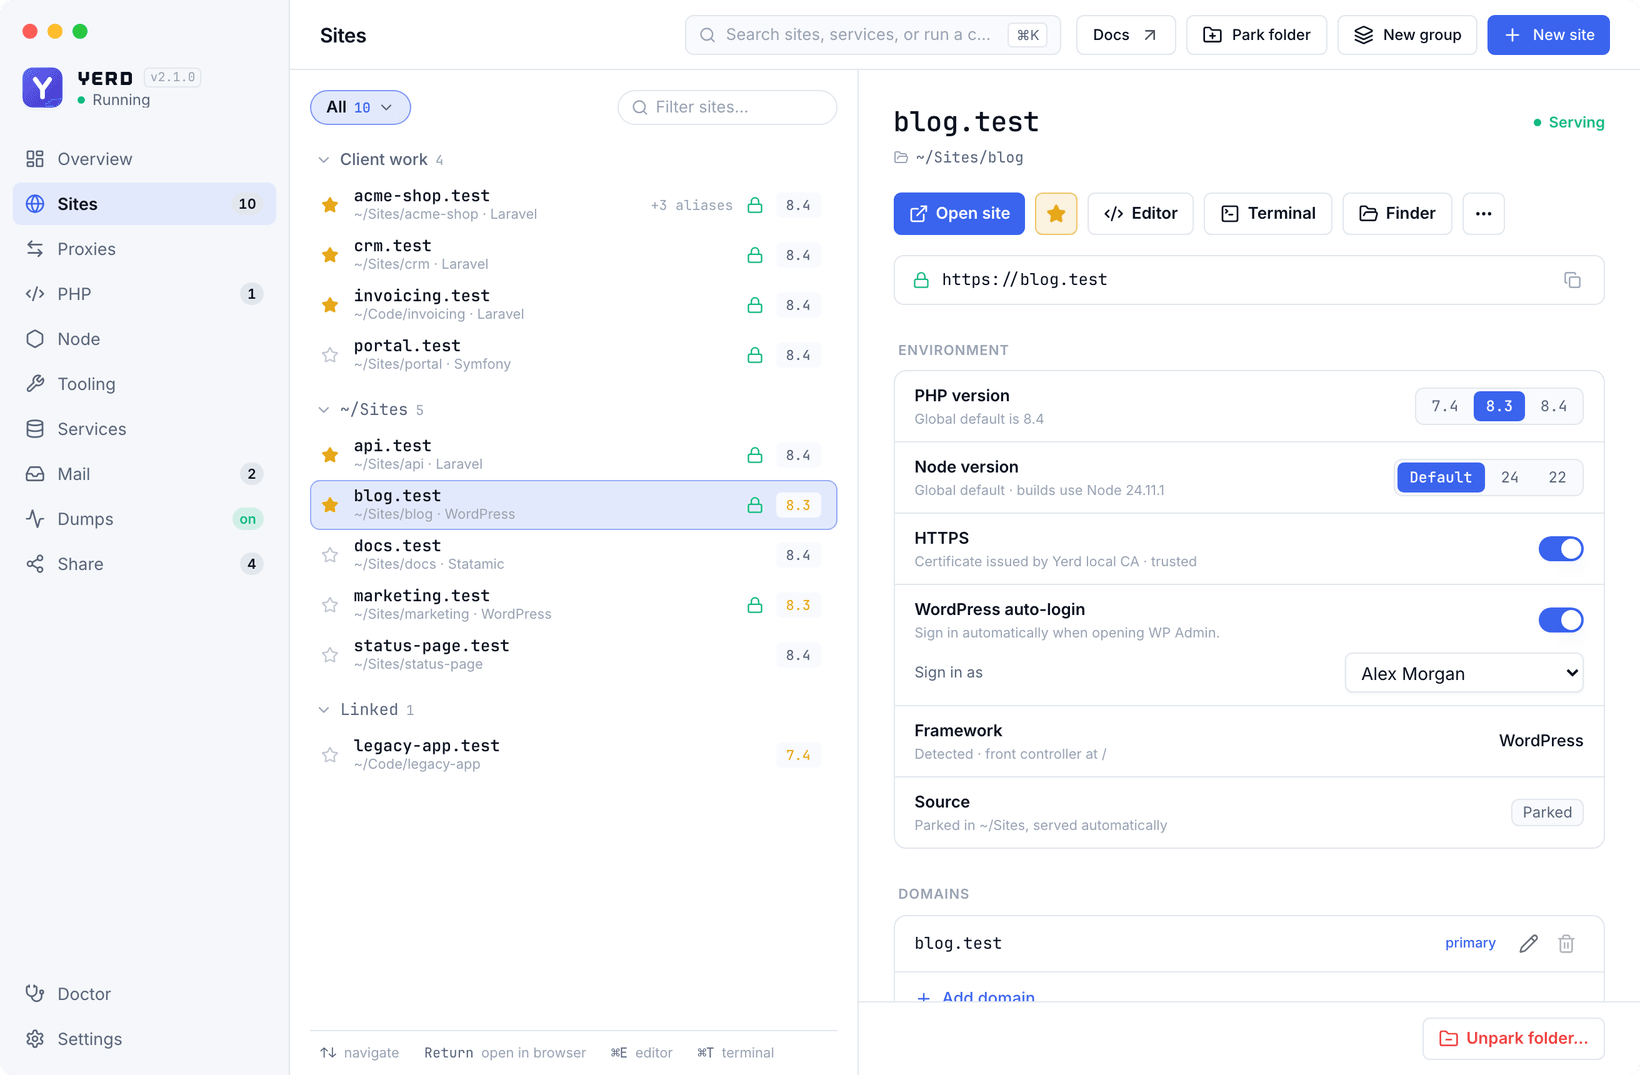 YERD v2.1.0
Running
Overview
Sites 10
Proxies
PHP 1
Node
Tooling
Services
Mail 2
Dumps on
Share 4
Doctor
Settings
Sites
Search sites, services, or run a c... ⌘K
Docs
Park folder
New group
New site
All 10
Filter sites...
Client work 4
acme-shop.test
~/Sites/acme-shop · Laravel
+3 aliases 8.4
crm.test
~/Sites/crm · Laravel
8.4
invoicing.test
~/Code/invoicing · Laravel
8.4
portal.test
~/Sites/portal · Symfony
8.4
~/Sites 5
api.test
~/Sites/api · Laravel
8.4
blog.test
~/Sites/blog · WordPress
8.3
docs.test
~/Sites/docs · Statamic
8.4
marketing.test
~/Sites/marketing · WordPress
8.3
status-page.test
~/Sites/status-page
8.4
Linked 1
legacy-app.test
~/Code/legacy-app
7.4
↑↓ navigate Return open in browser ⌘E editor ⌘T terminal
blog.test
Serving
~/Sites/blog
Open site
Editor
Terminal
Finder
https://blog.test
ENVIRONMENT
PHP version
Global default is 8.4
7.4 8.3 8.4
Node version
Global default · builds use Node 24.11.1
Default 24 22
HTTPS
Certificate issued by Yerd local CA · trusted
WordPress auto-login
Sign in automatically when opening WP Admin.
Sign in as
Alex Morgan
Framework
Detected · front controller at /
WordPress
Source
Parked in ~/Sites, served automatically
Parked
DOMAINS
blog.test
primary
+ Add domain
Unpark folder...